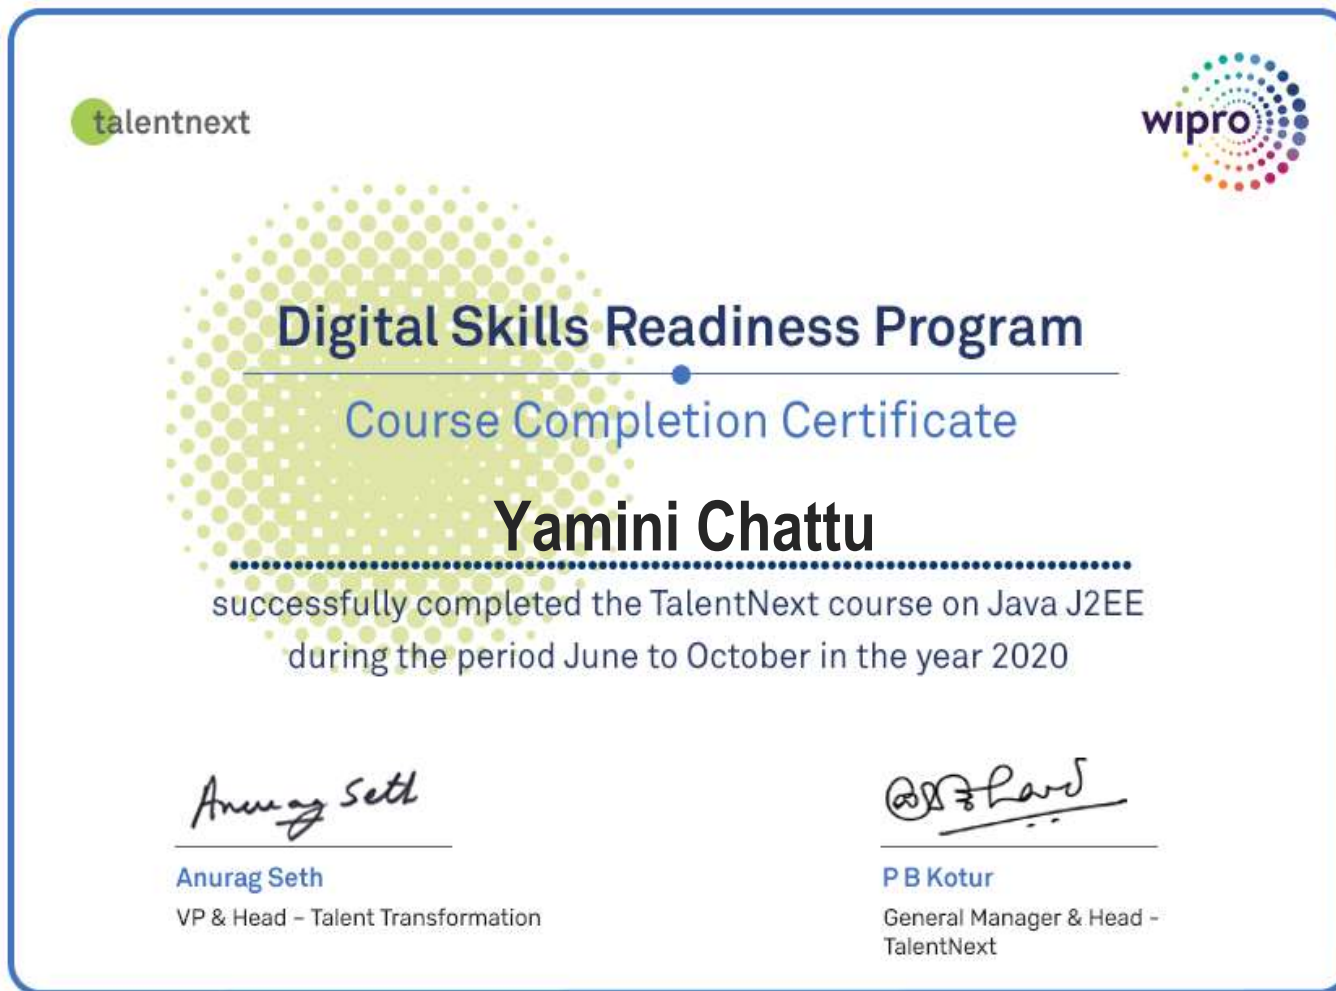 talentnext
wipro
Digital Skills Readiness Program
Course Completion Certificate
Yamini Chattu
successfully completed the TalentNext course on Java J2EE
during the period June to October in the year 2020
Anurag Seth
Anurag Seth
VP & Head – Talent Transformation
P B Kotur
General Manager & Head -
TalentNext